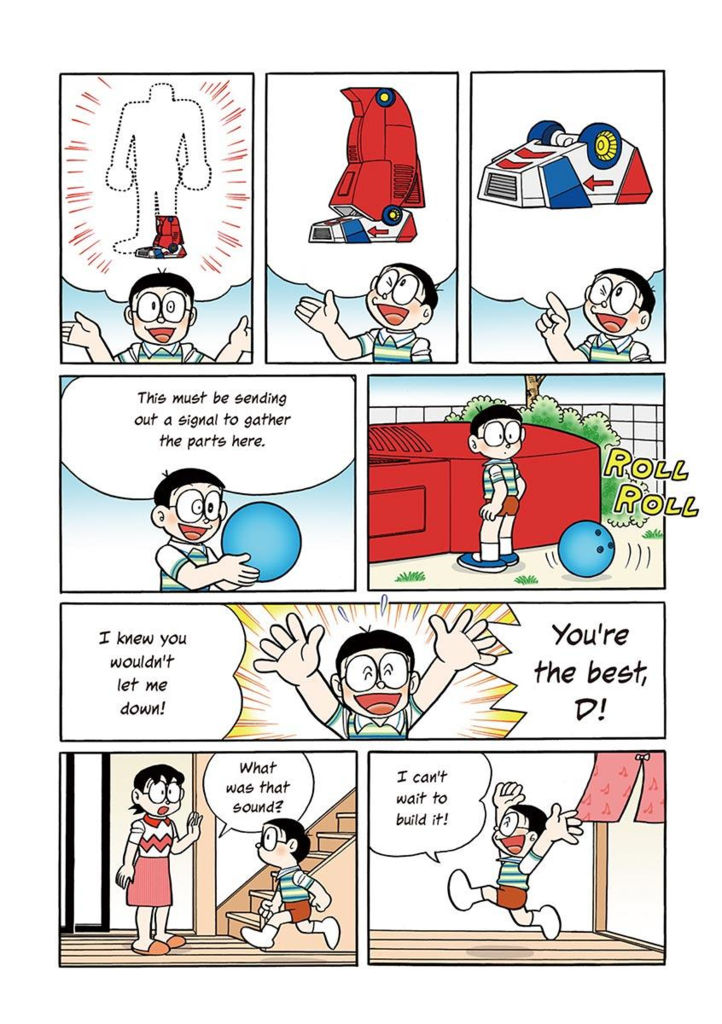 This must be sending
out a signal to gather
the parts here.
ROLL
ROLL
I knew you
wouldn't
let me
down!
You're
the best,
D!
What
was that
sound?
I can't
wait to
build it!